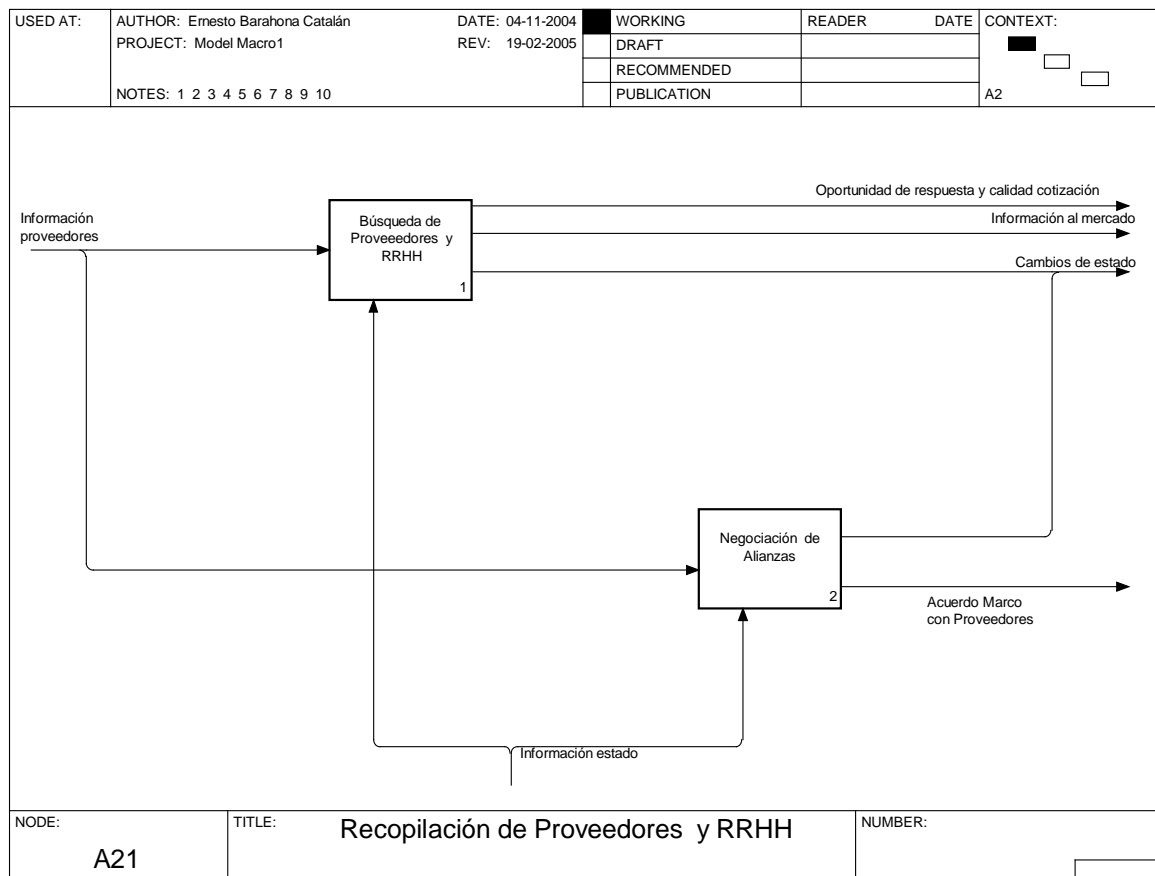 USED AT:
AUTHOR: Ernesto Barahona Catalán
DATE: 04-11-2004
WORKING
READER DATE
CONTEXT:
PROJECT: Model Macro1
REV: 19-02-2005
DRAFT
RECOMMENDED
NOTES: 1 2 3 4 5 6 7 8 9 10
PUBLICATION
A2
Oportunidad de respuesta y calidad cotización
Información
proveedores
Búsqueda de
Proveeedores y
RRHH
1
Información al mercado
Cambios de estado
Negociación de
Alianzas
2
Acuerdo Marco
con Proveedores
Información estado
NODE:
A21
TITLE:
Recopilación de Proveedores y RRHH
NUMBER: